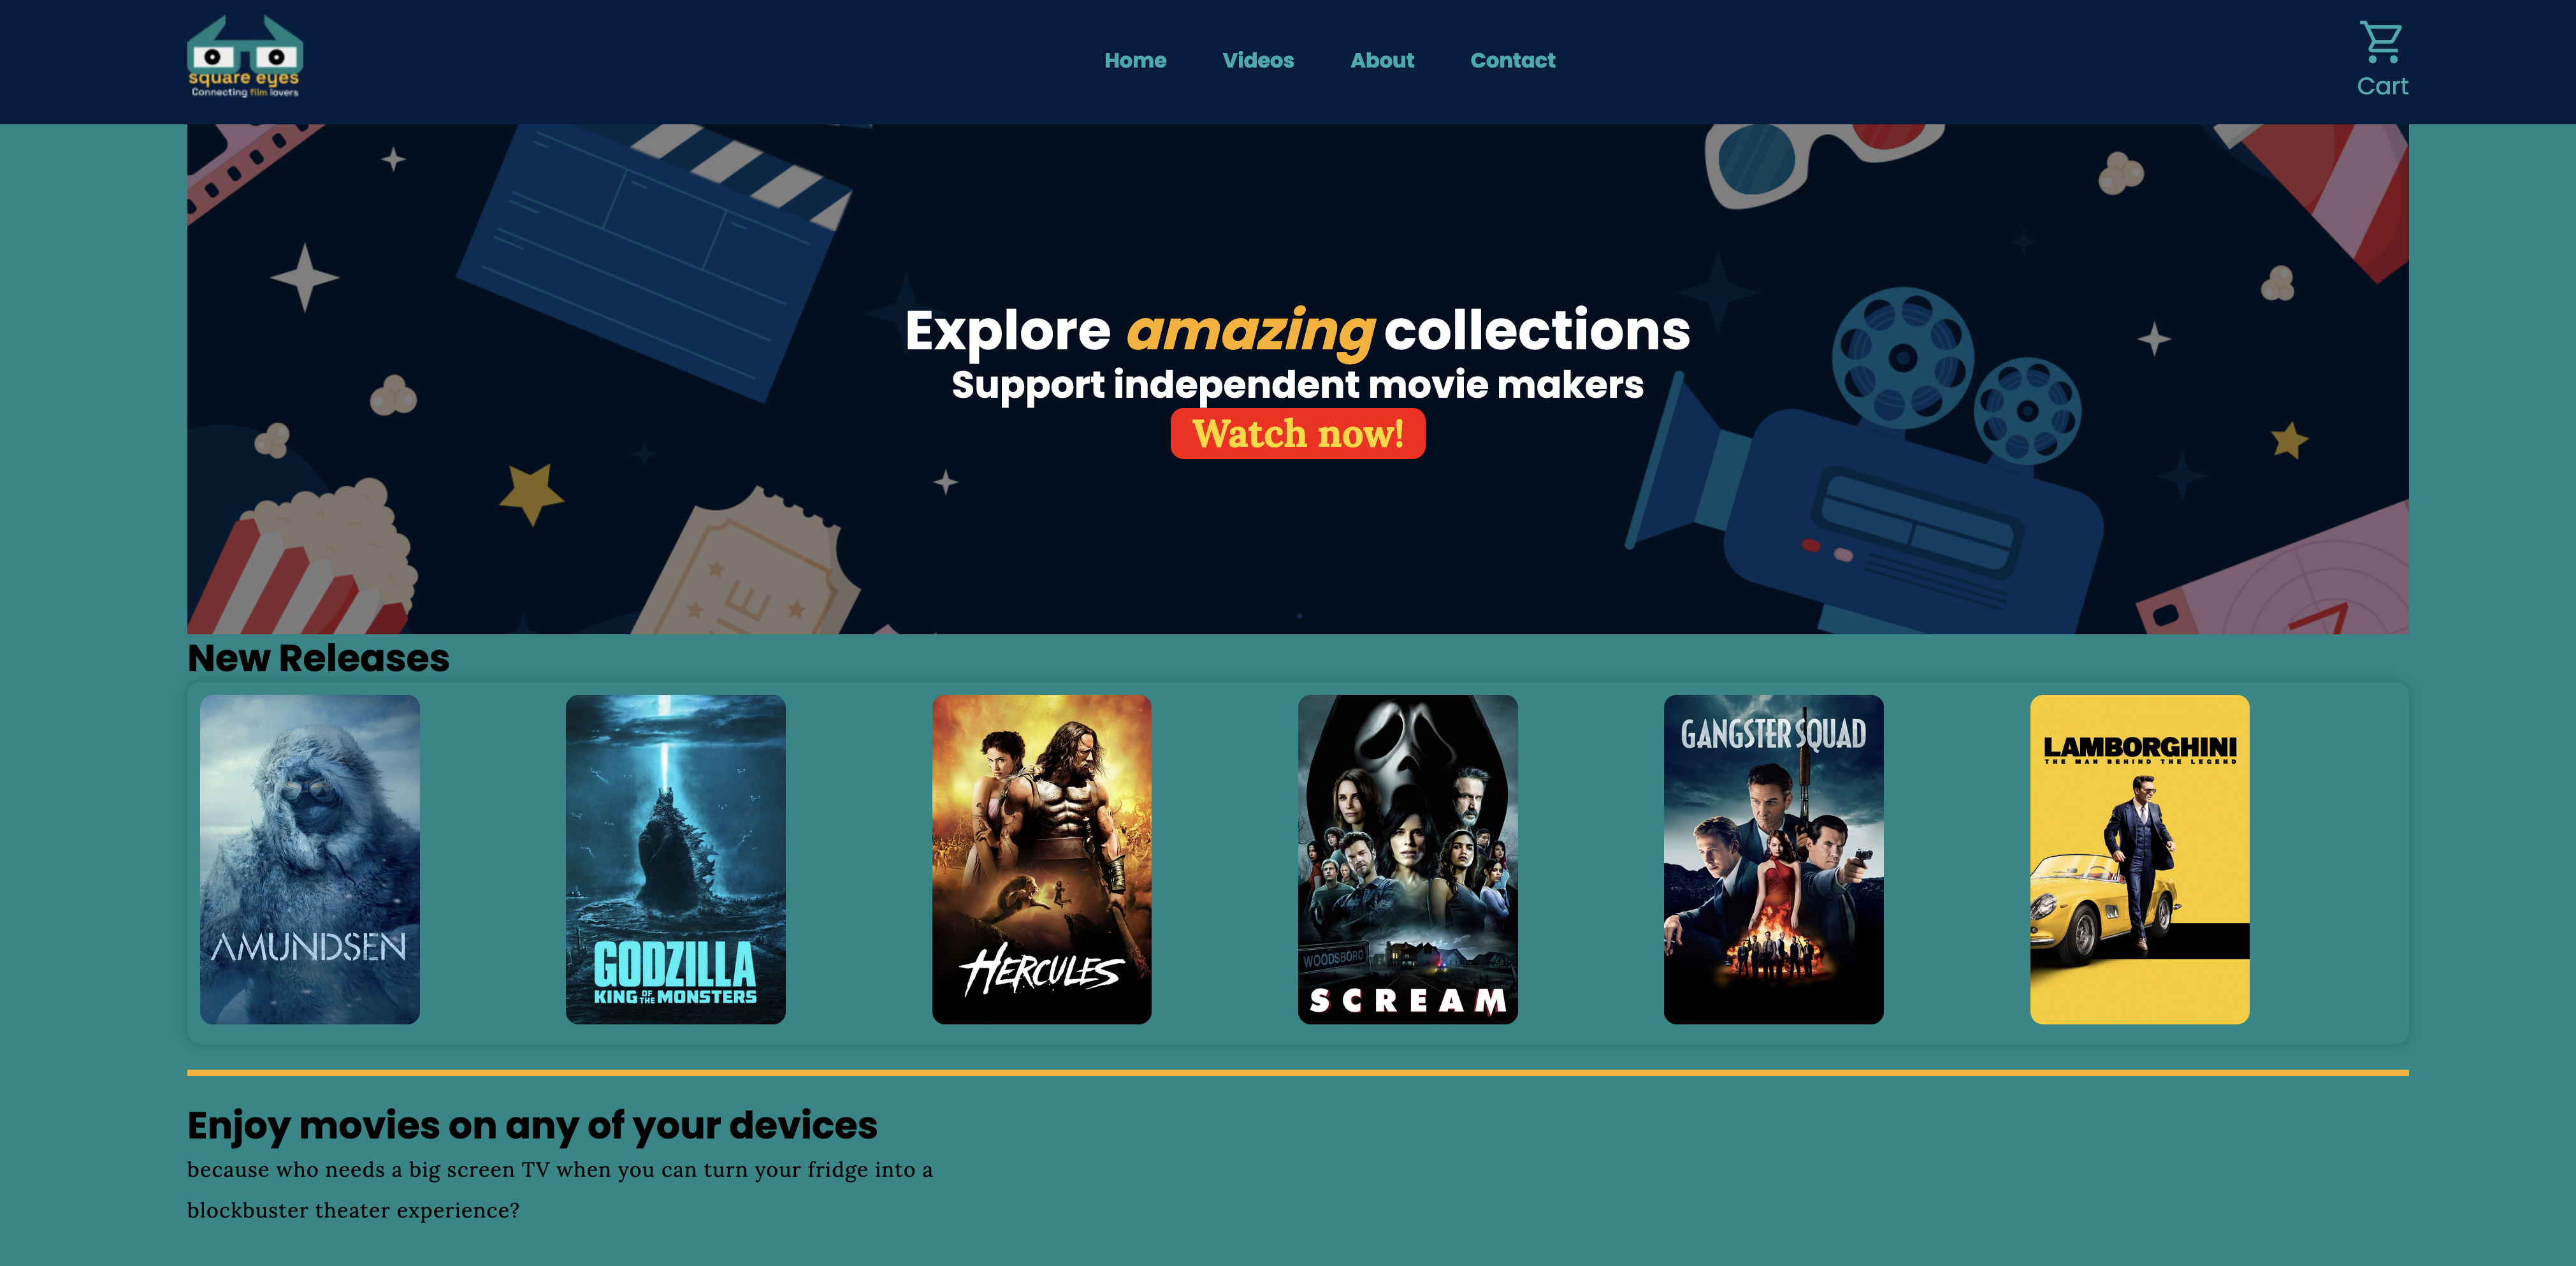 square eyes
Connecting film lovers
Home
Videos
About
Contact
Cart
Explore amazing collections
Support independent movie makers
Watch now!
New Releases
AMUNDSEN
GODZILLA
KING OF THE MONSTERS
HERCULES
WOODSBORO
SCREAM
GANGSTER SQUAD
LAMBORGHINI
THE MAN BEHIND THE LEGEND
Enjoy movies on any of your devices
because who needs a big screen TV when you can turn your fridge into a
blockbuster theater experience?